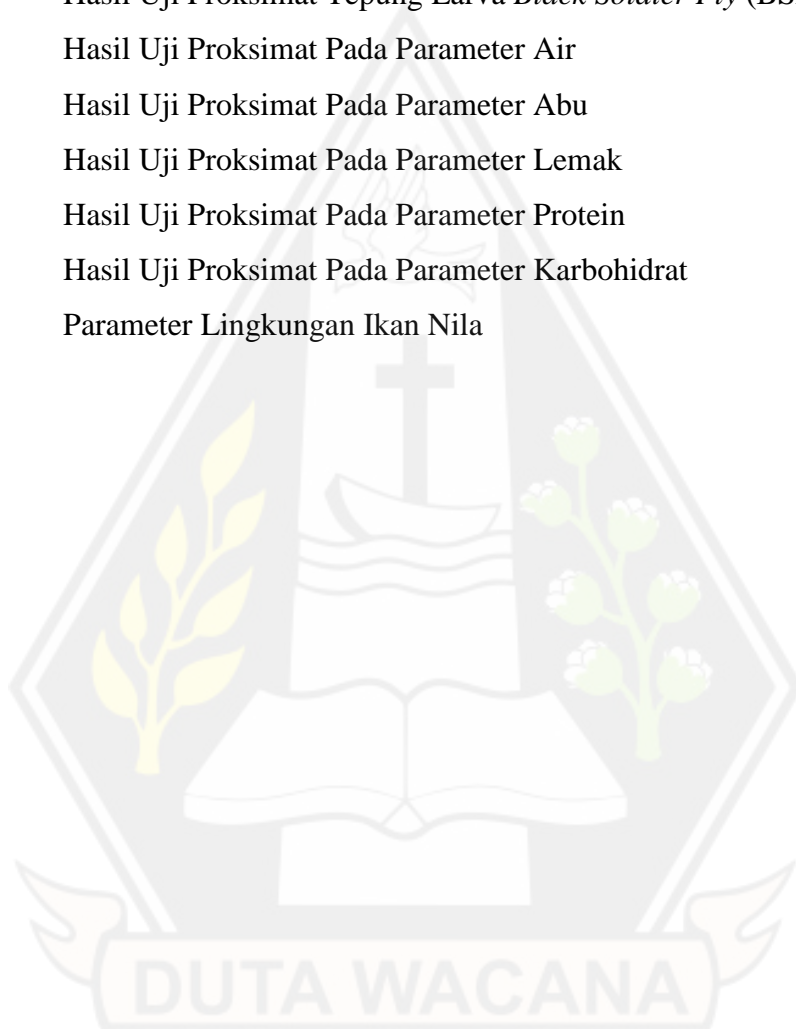 Hasil Uji Proksimat Tepung Larva Black Soldier Fly (BS
Hasil Uji Proksimat Pada Parameter Air
Hasil Uji Proksimat Pada Parameter Abu
Hasil Uji Proksimat Pada Parameter Lemak
Hasil Uji Proksimat Pada Parameter Protein
Hasil Uji Proksimat Pada Parameter Karbohidrat
Parameter Lingkungan Ikan Nila
DUTA WACANA